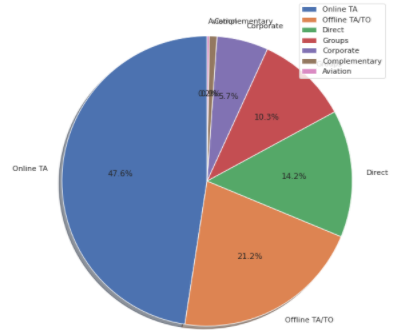 Online TA
Offline TA/TO
Direct
Groups
Corporate
Complementary
Aviation
Corporate
5.7%
10.3%
Online TA
47.6%
14.2%
Direct
21.2%
Offline TA/TO